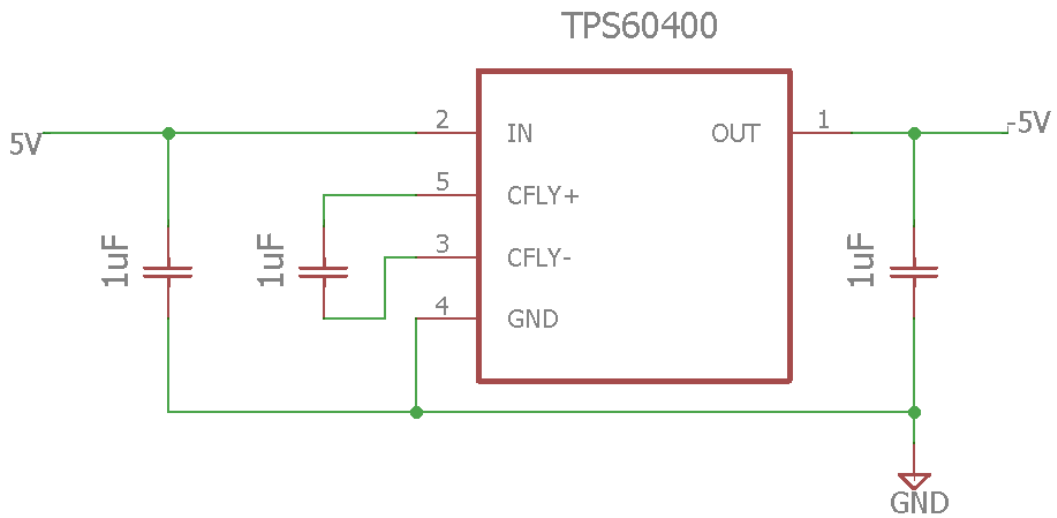 TPS60400
5V
2
IN
OUT
1
-5V
5
CFLY+
1uF
1uF
3
CFLY-
1uF
4
GND
GND